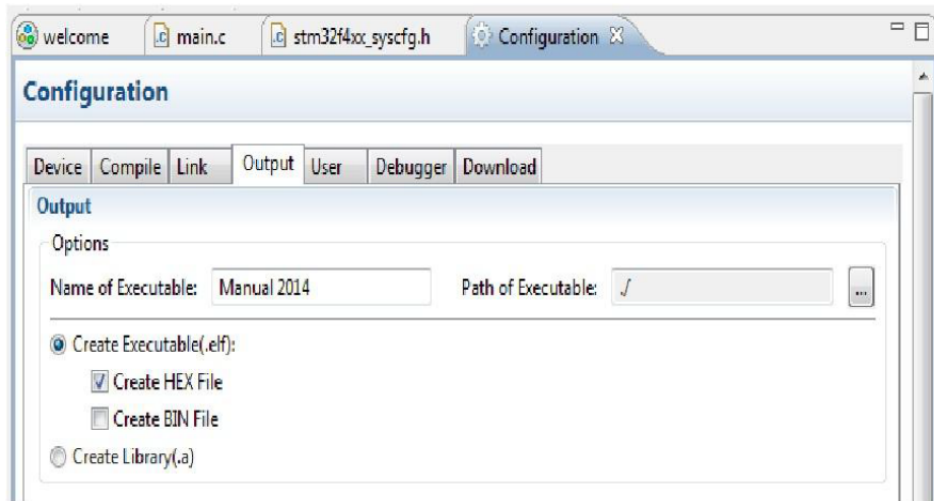 welcome main.c stm32f4xx_syscfg.h Configuration
Configuration
Device Compile Link Output User Debugger Download
Output
Options
Name of Executable: Manual 2014 Path of Executable: ./ ...
Create Executable(.elf):
Create HEX File
Create BIN File
Create Library(.a)